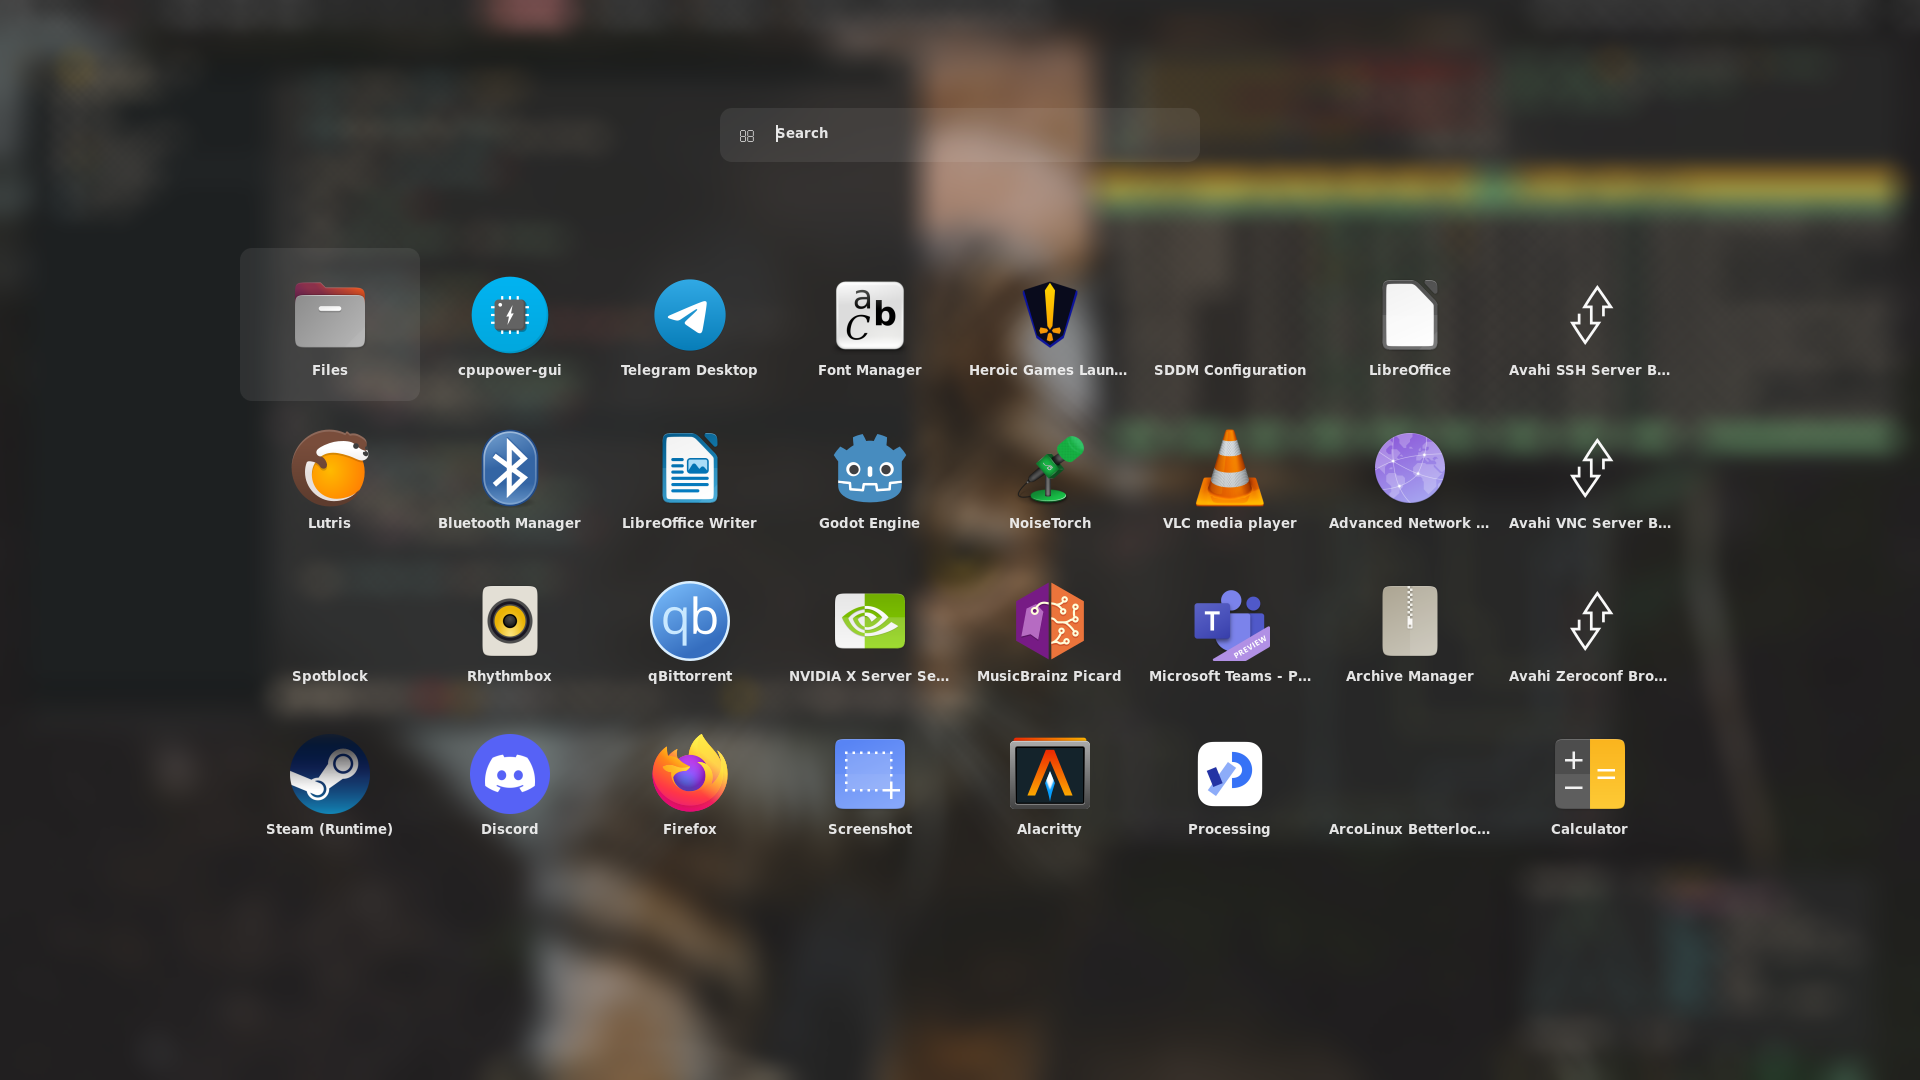 Search
Files
cpupower-gui
Telegram Desktop
a
b
C
Font Manager
Heroic Games Laun...
SDDM Configuration
LibreOffice
Avahi SSH Server B...
Lutris
Bluetooth Manager
LibreOffice Writer
Godot Engine
NoiseTorch
VLC media player
Advanced Network ...
Avahi VNC Server B...
Spotblock
Rhythmbox
qb
qBittorrent
NVIDIA X Server Se...
MusicBrainz Picard
T
PREVIEW
Microsoft Teams - P...
Archive Manager
Avahi Zeroconf Bro...
Steam (Runtime)
Discord
Firefox
Screenshot
Alacritty
Processing
ArcoLinux Betterloc...
Calculator